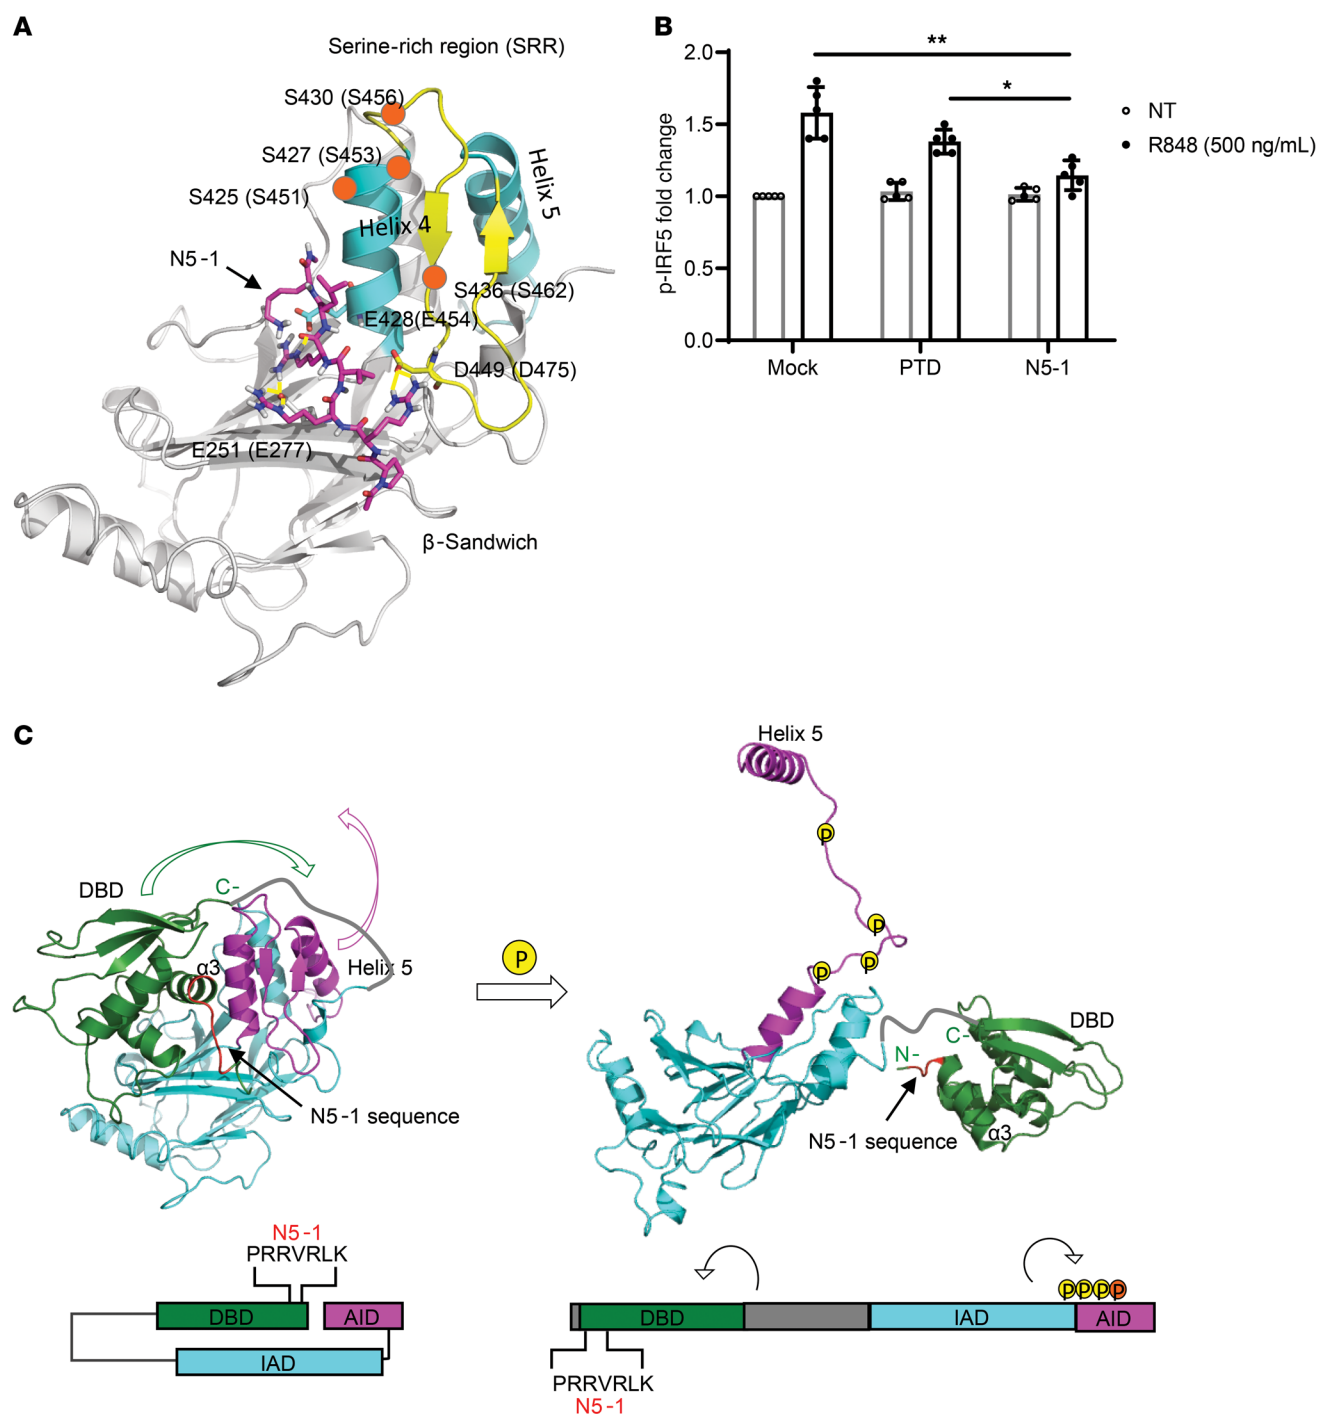 A
Serine-rich region (SRR)
S430 (S456)
S427 (S453)
S425 (S451)
Helix 5
Helix 4
N5-1
S436 (S462)
E428(E454)
D449 (D475)
E251 (E277)
β-Sandwich
B
p-IRF5 fold change
2.0
1.5
1.0
0.5
0.0
**
*
Mock
PTD
N5-1
NT
R848 (500 ng/mL)
C
DBD
C-
α3
Helix 5
N5-1 sequence
P
Helix 5
P
P
P
P
N-
C-
DBD
α3
N5-1 sequence
N5-1
PRRVRLK
DBD
AID
IAD
P P P P
DBD
IAD
AID
PRRVRLK
N5-1